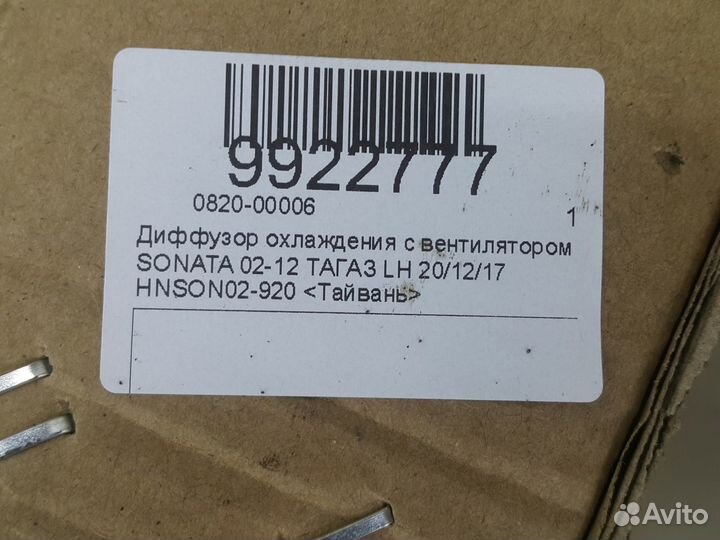 9922777
0820-00006 1
Диффузор охлаждения с вентилятором
SONATA 02-12 ТАГАЗ LH 20/12/17
HNSON02-920 <Тайвань>
Avito